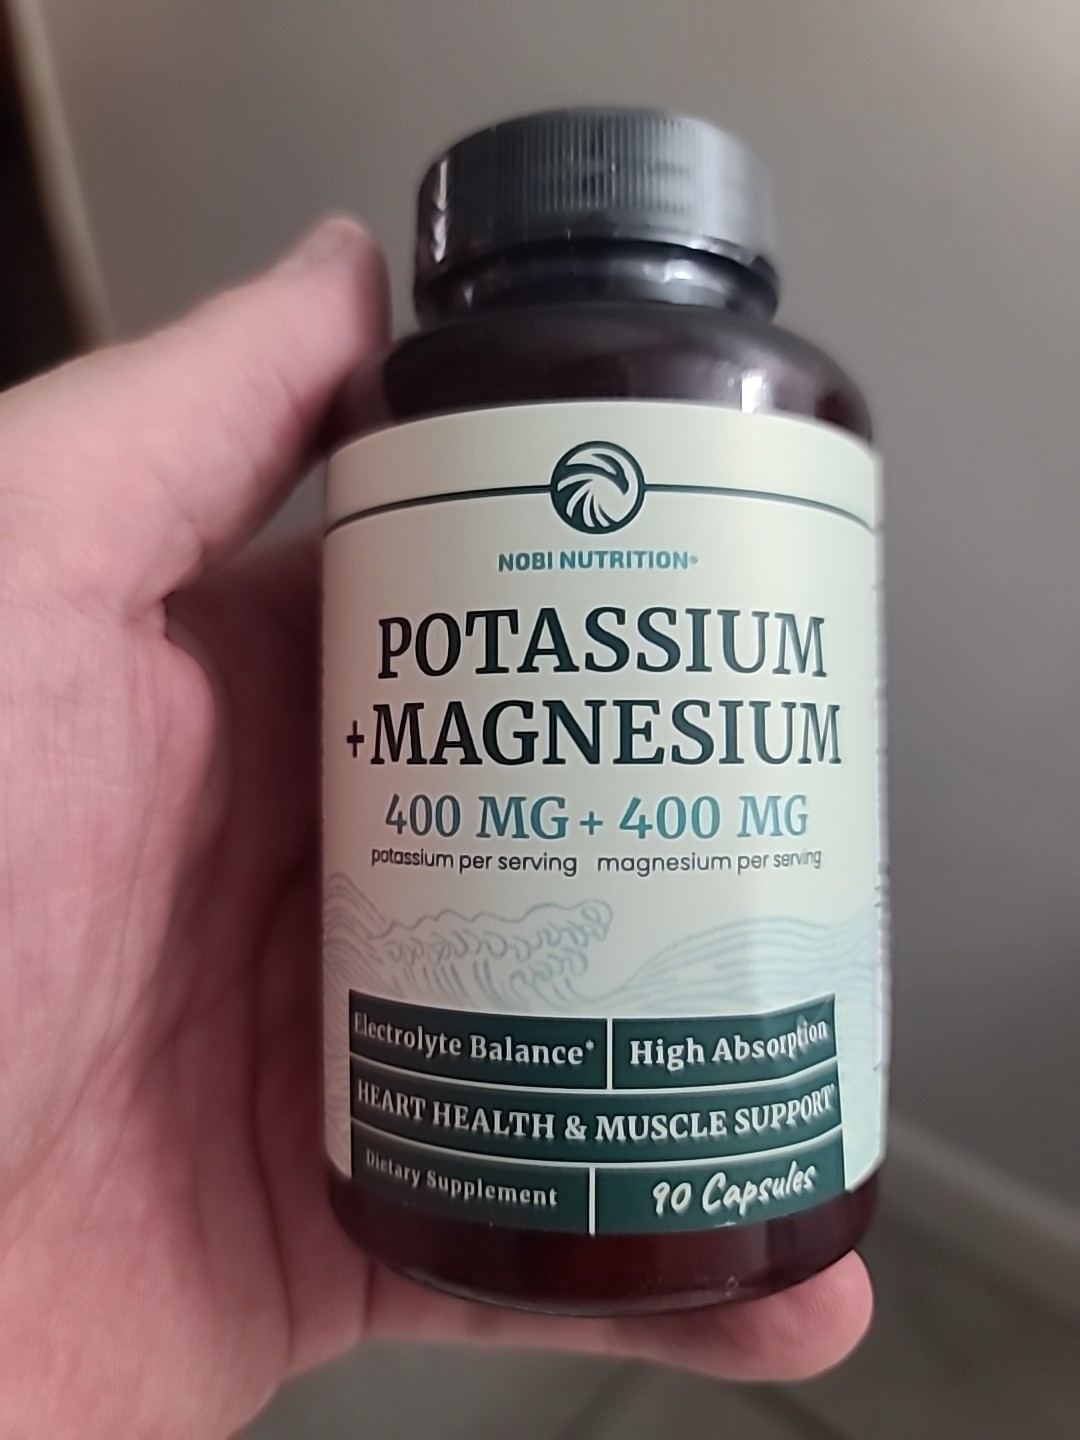 NOBI NUTRITION®
POTASSIUM
+MAGNESIUM
400 MG + 400 MG
potassium per serving magnesium per serving
Electrolyte Balance* High Absorption
HEART HEALTH & MUSCLE SUPPORT*
Dietary Supplement 90 Capsules